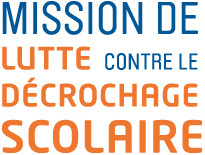 MISSION DE
LUTTE CONTRE LE
DÉCROCHAGE
SCOLAIRE